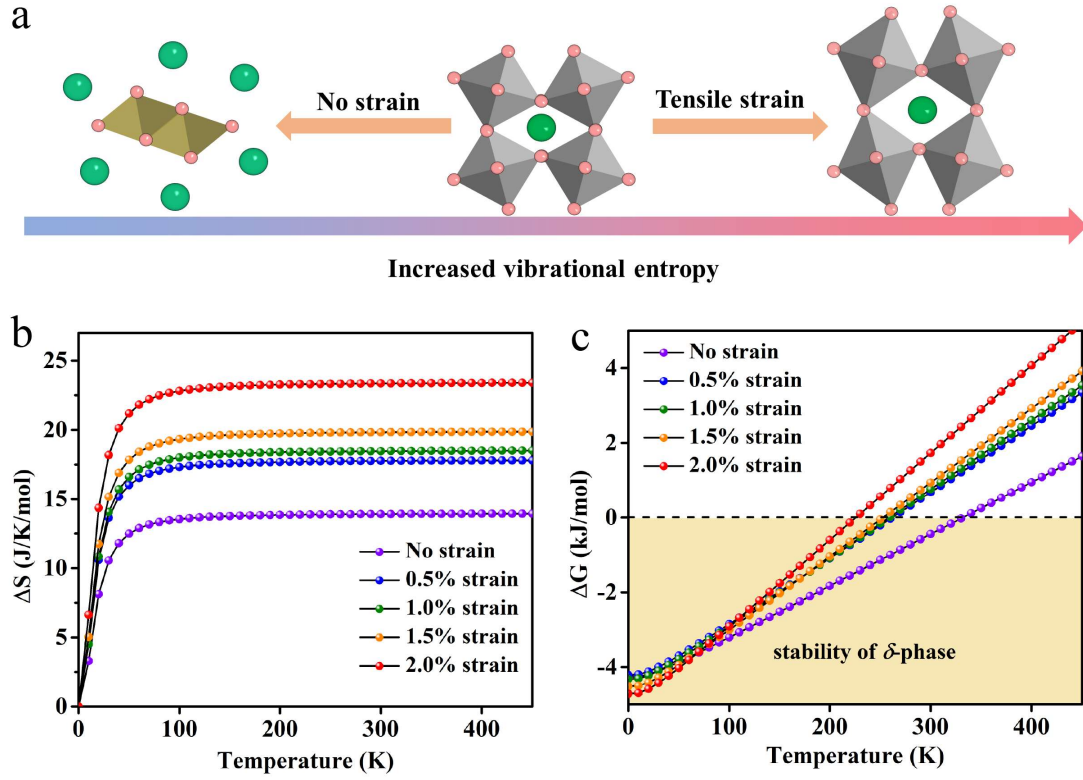 a
No strain
Tensile strain
Increased vibrational entropy
b
25
20
15
10
5
0
ΔS (J/K/mol)
No strain
0.5% strain
1.0% strain
1.5% strain
2.0% strain
0
100
200
300
400
Temperature (K)
c
4
2
0
-2
-4
ΔG (kJ/mol)
No strain
0.5% strain
1.0% strain
1.5% strain
2.0% strain
stability of δ-phase
0
100
200
300
400
Temperature (K)